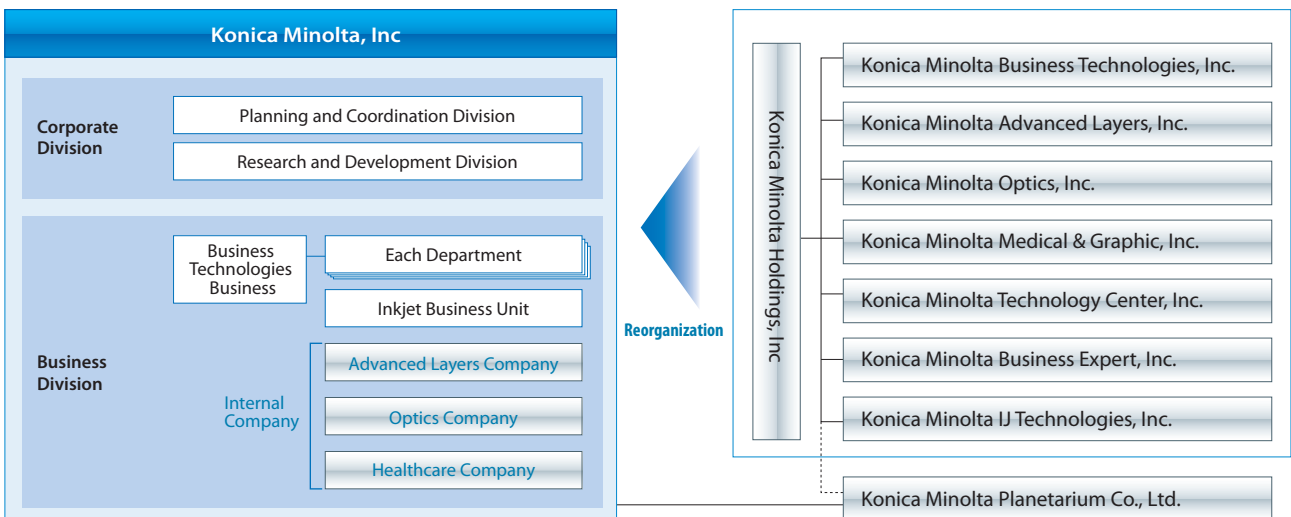 Konica Minolta, Inc
Corporate
Division
Planning and Coordination Division
Research and Development Division
Business
Division
Business
Technologies
Business
Each Department
Inkjet Business Unit
Internal
Company
Advanced Layers Company
Optics Company
Healthcare Company
Reorganization
Konica Minolta Holdings, Inc
Konica Minolta Business Technologies, Inc.
Konica Minolta Advanced Layers, Inc.
Konica Minolta Optics, Inc.
Konica Minolta Medical & Graphic, Inc.
Konica Minolta Technology Center, Inc.
Konica Minolta Business Expert, Inc.
Konica Minolta IJ Technologies, Inc.
Konica Minolta Planetarium Co., Ltd.